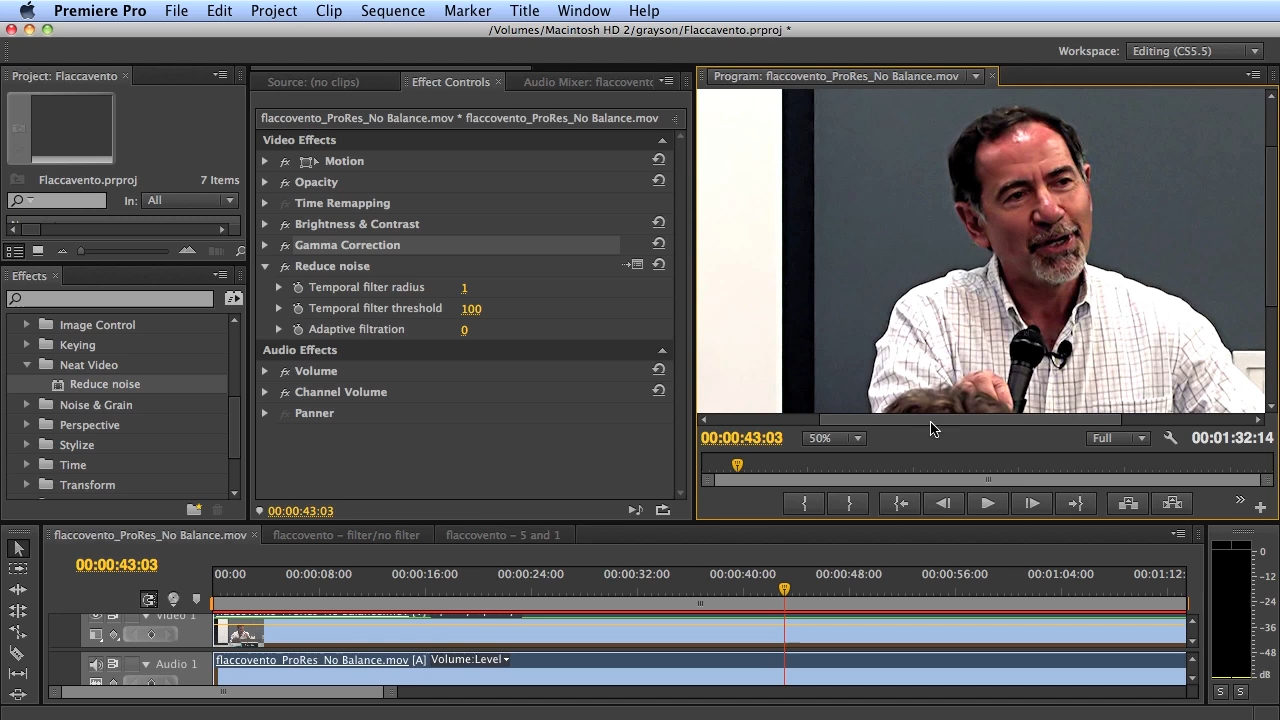 Premiere Pro File Edit Project Clip Sequence Marker Title Window Help
/Volumes/Macintosh HD 2/grayson/Flaccavento.prproj *
Workspace: Editing (CS5.5)
Project: Flaccavento
Flaccavento.prproj 7 Items
In: All
Effects
Image Control
Keying
Neat Video
Reduce noise
Noise & Grain
Perspective
Stylize
Time
Transform
Source: (no clips) Effect Controls Audio Mixer: flaccovento
flaccovento_ProRes_No Balance.mov * flaccovento_ProRes_No Balance.mov
Video Effects
fx Motion
fx Opacity
fx Time Remapping
fx Brightness & Contrast
fx Gamma Correction
fx Reduce noise
Temporal filter radius 1
Temporal filter threshold 100
Adaptive filtration 0
Audio Effects
fx Volume
fx Channel Volume
fx Panner
00:00:43:03
Program: flaccovento_ProRes_No Balance.mov
00:00:43:03 50% Full 00:01:32:14
flaccovento_ProRes_No Balance.mov flaccovento - filter/no filter flaccovento - 5 and 1
00:00:43:03
00:00 00:00:08:00 00:00:16:00 00:00:24:00 00:00:32:00 00:00:40:00 00:00:48:00 00:00:56:00 00:01:04:00 00:01:12:
Video 1
Audio 1 flaccovento_ProRes_No Balance.mov [A] Volume:Level
0
-12
-24
-36
-48
dB
S S